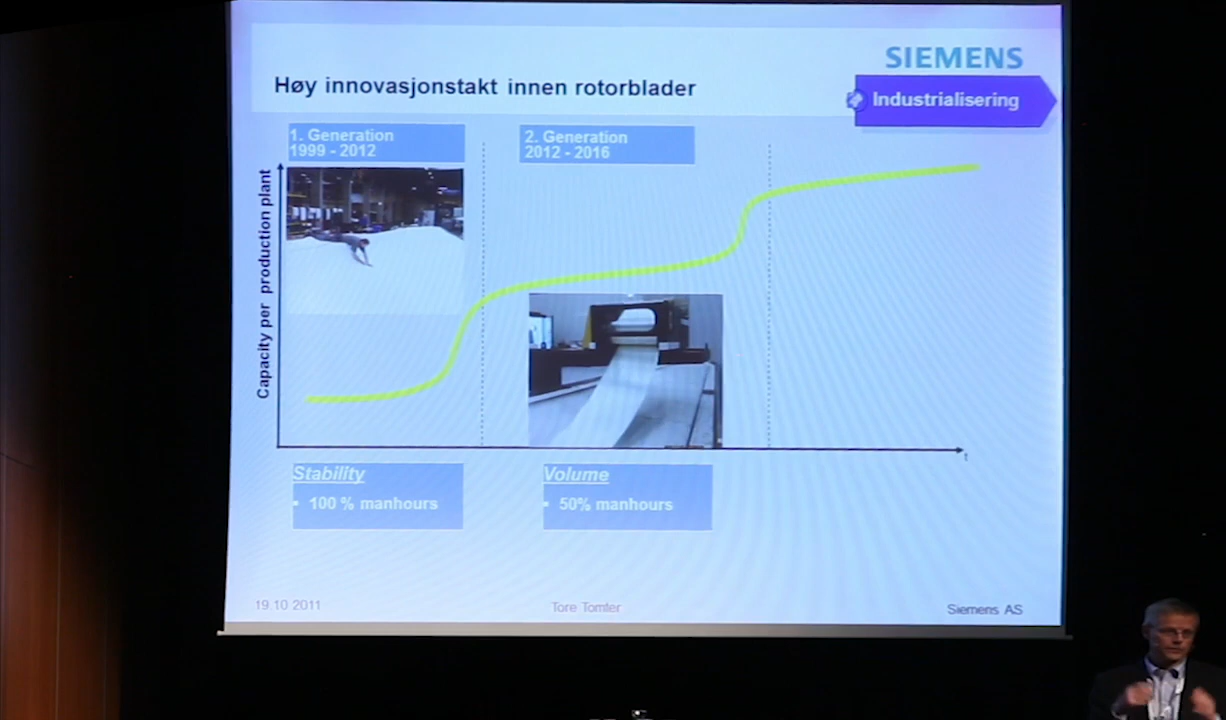 SIEMENS
Høy innovasjonstakt innen rotorblader
Industrialisering
1. Generation
1999 - 2012
2. Generation
2012 - 2016
Capacity per production plant
t
Stability
▪ 100 % manhours
Volume
▪ 50% manhours
19.10 2011
Tore Tomter
Siemens AS